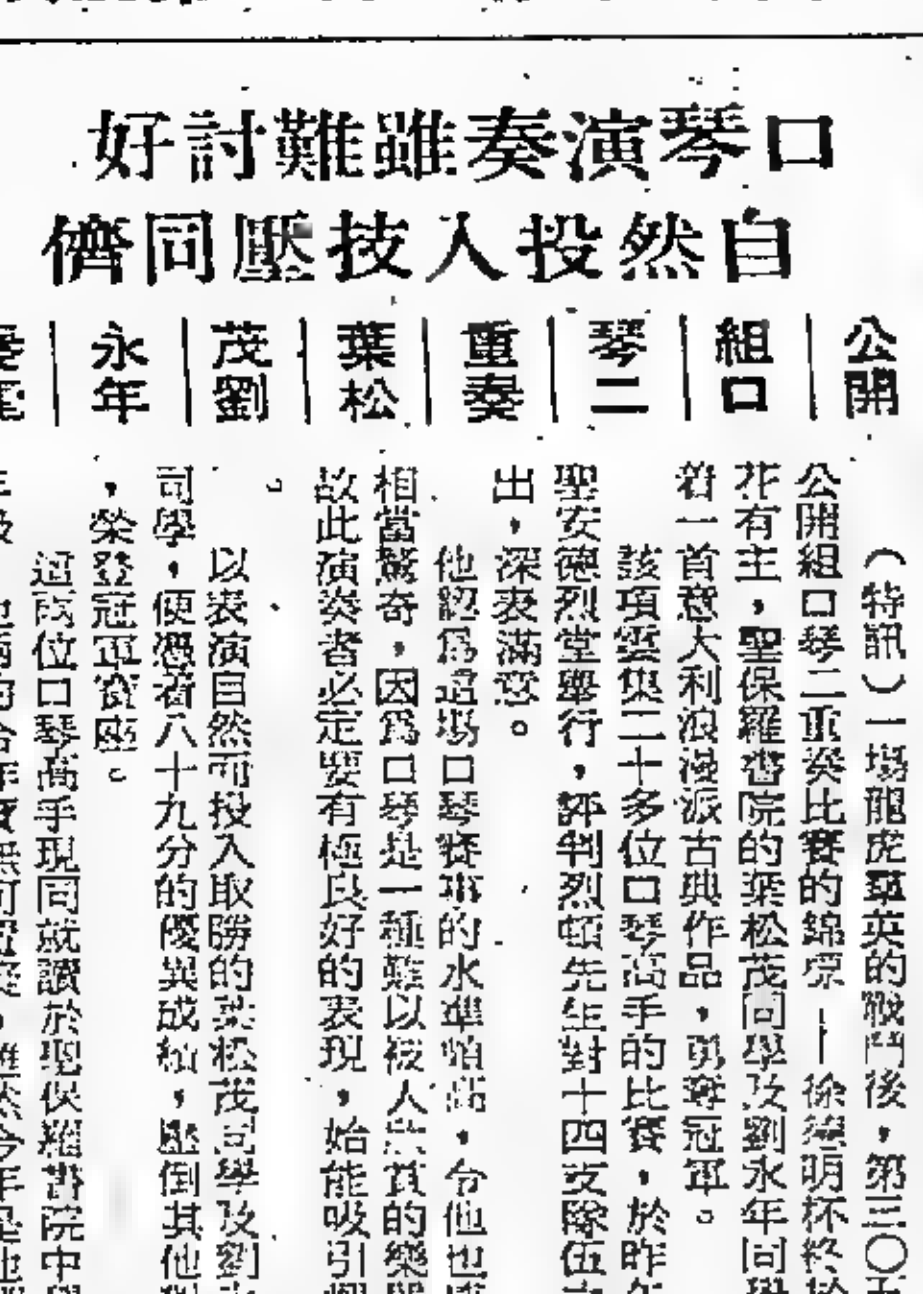 口琴演奏雖難討好
自然投入技壓同儕
公開
組口
琴二
重奏
葉松
茂劉
永年
（特訊）一場龍虎羣英的戰鬥後，第三〇
公開組口琴二重奏比賽的錦標──徐德明杯終於
花有主，聖保羅書院的葉松茂同學及劉永年同學
着一首意大利浪漫派古典作品，勇奪冠軍。
該項雲集二十多位口琴高手的比賽，於昨
聖安德烈堂舉行，評判烈頓先生對十四支隊伍
出，深表滿意。
他認爲這場口琴賽事的水準頗高，令他也感
相當驚奇，因爲口琴是一種難以被人欣賞的樂
故此演奏者必定要有極良好的表現，始能吸引
。
以表演自然而投入取勝的葉松茂同學及劉
同學，便憑着八十九分的優異成績，壓倒其他
，榮登冠軍寶座。
這兩位口琴高手現同就讀於聖保羅書院中
今年是他